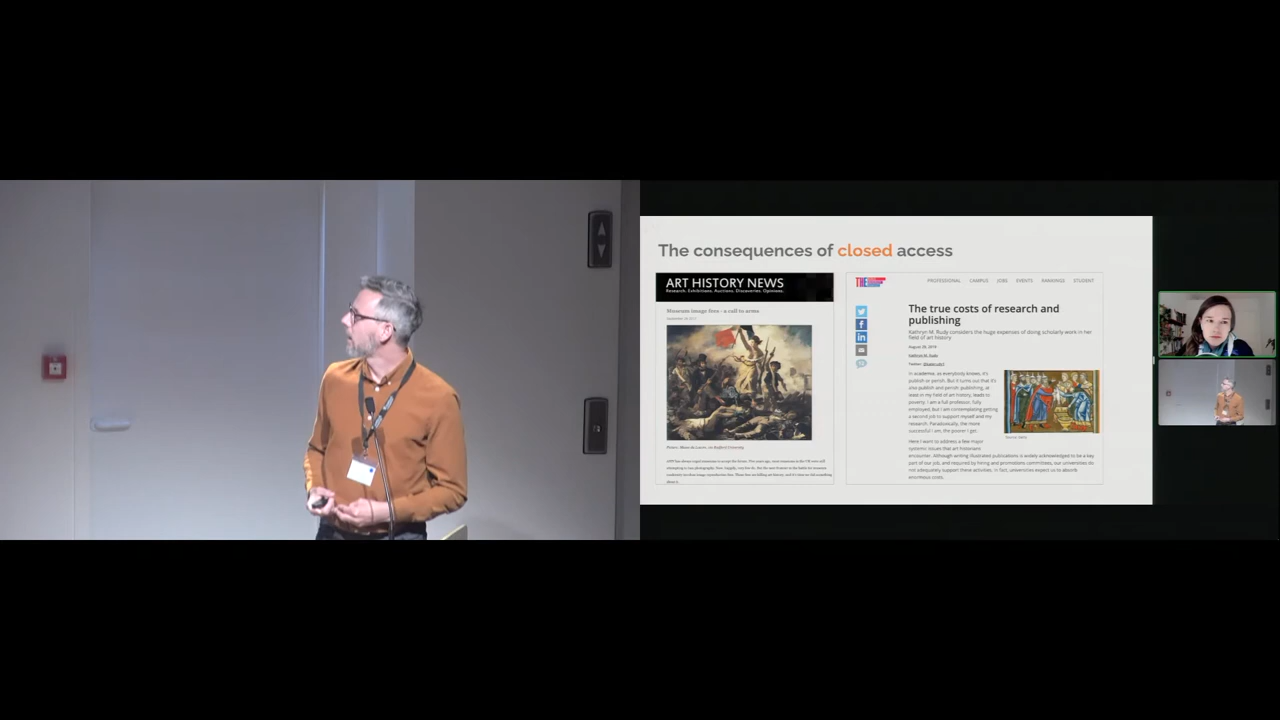 The consequences of closed access
ART HISTORY NEWS
Research. Exhibitions. Auctions. Discoveries. Opinions.
Museum image fees - a call to arms
THE
PROFESSIONAL CAMPUS JOBS EVENTS RANKINGS STUDENT
The true costs of research and
publishing
Kathryn M. Rudy considers the huge expenses of doing scholarly work in her
field of art history
August 29, 2019
Kathryn M. Rudy
In academia, as everybody knows, it's
publish or perish. But it turns out that it's
also publish and perish: publishing, at
least in my field of art history, leads to
poverty. I am a full professor, fully
employed, but I am contemplating getting
a second job to support myself and my
research. Paradoxically, the more
successful I am, the poorer I get.
Here I want to address a few major
systemic issues that art historians
encounter. Although writing illustrated publications is widely acknowledged to be a key
part of our job, and required by hiring and promotions committees, our universities do
not adequately support these activities. In fact, universities expect us to absorb
enormous costs.